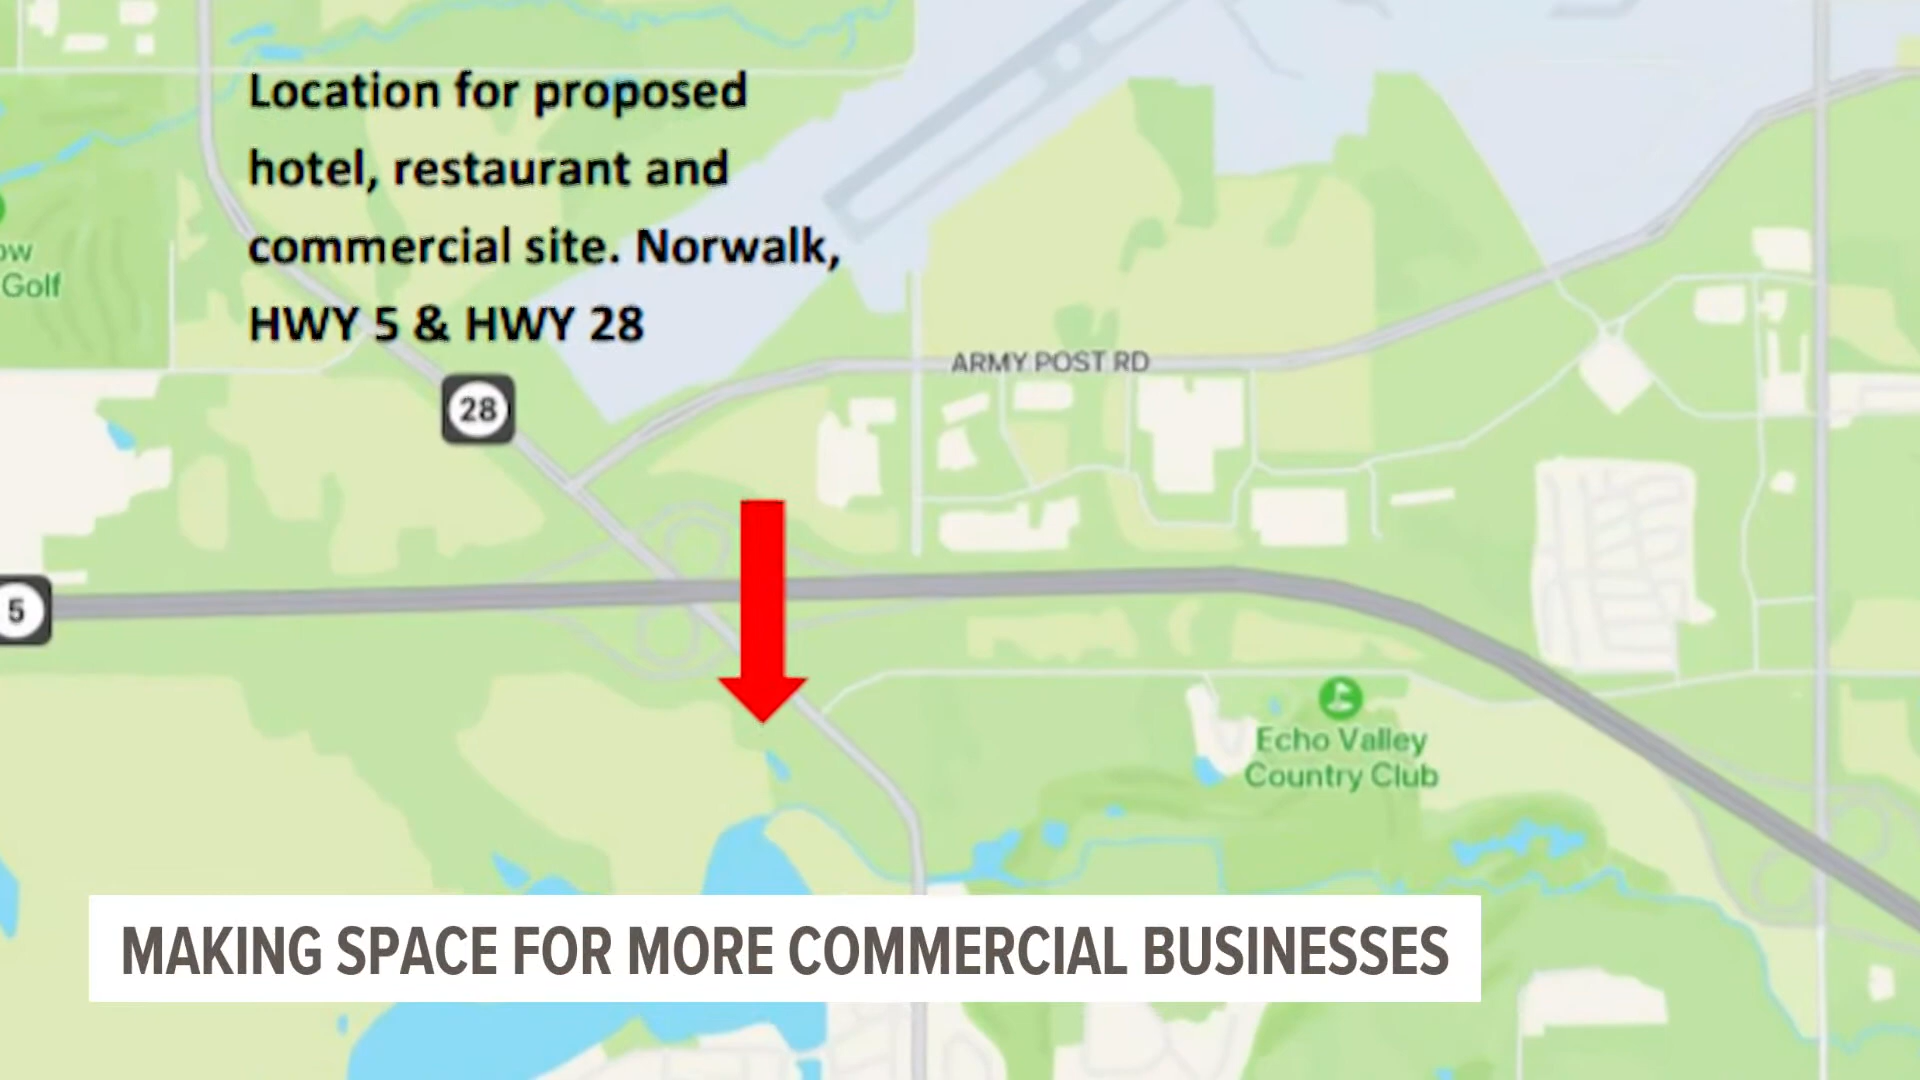 Location for proposed
hotel, restaurant and
commercial site. Norwalk,
HWY 5 & HWY 28
Golf
ARMY POST RD
28
5
Echo Valley
Country Club
MAKING SPACE FOR MORE COMMERCIAL BUSINESSES